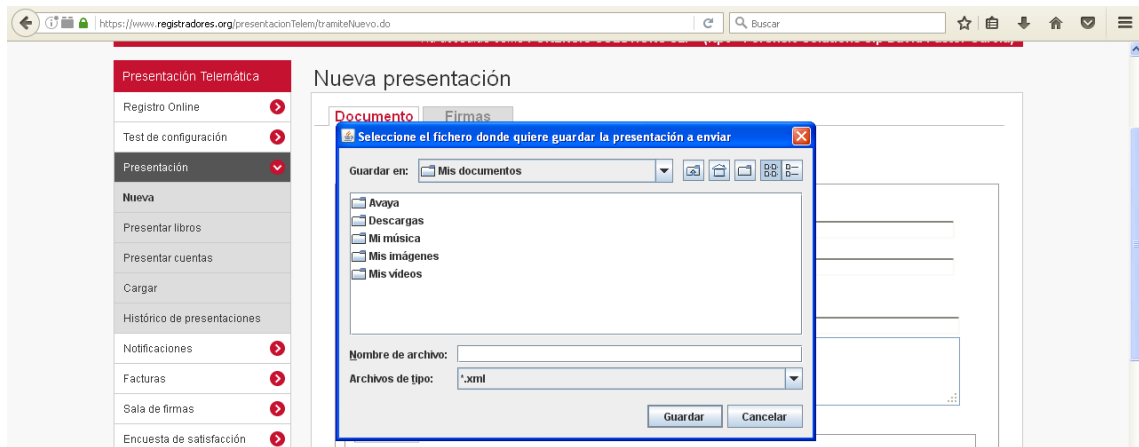 https://www.registradores.org/presentacionTelem/tramiteNuevo.do
Buscar
Presentación Telemática
Registro Online
Test de configuración
Presentación
Nueva
Presentar libros
Presentar cuentas
Cargar
Histórico de presentaciones
Notificaciones
Facturas
Sala de firmas
Encuesta de satisfacción
Nueva presentación
Documento Firmas
Seleccione el fichero donde quiere guardar la presentación a enviar
Guardar en: Mis documentos
Avaya
Descargas
Mi música
Mis imágenes
Mis vídeos
Nombre de archivo:
Archivos de tipo: *.xml
Guardar Cancelar